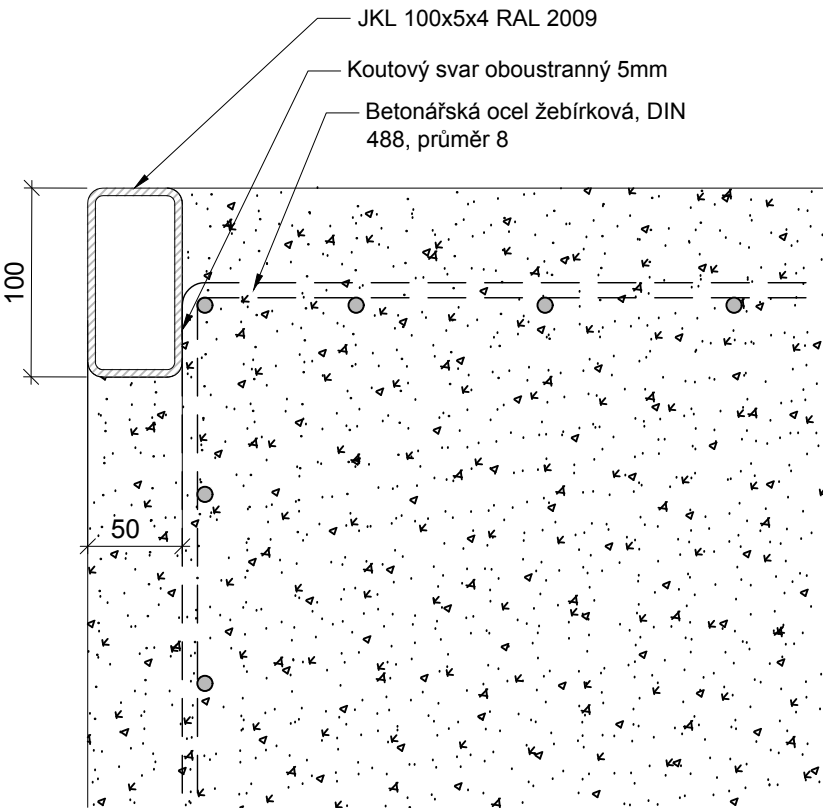 JKL 100x5x4 RAL 2009
Koutový svar oboustranný 5mm
Betonářská ocel žebírková, DIN
488, průměr 8
100
50